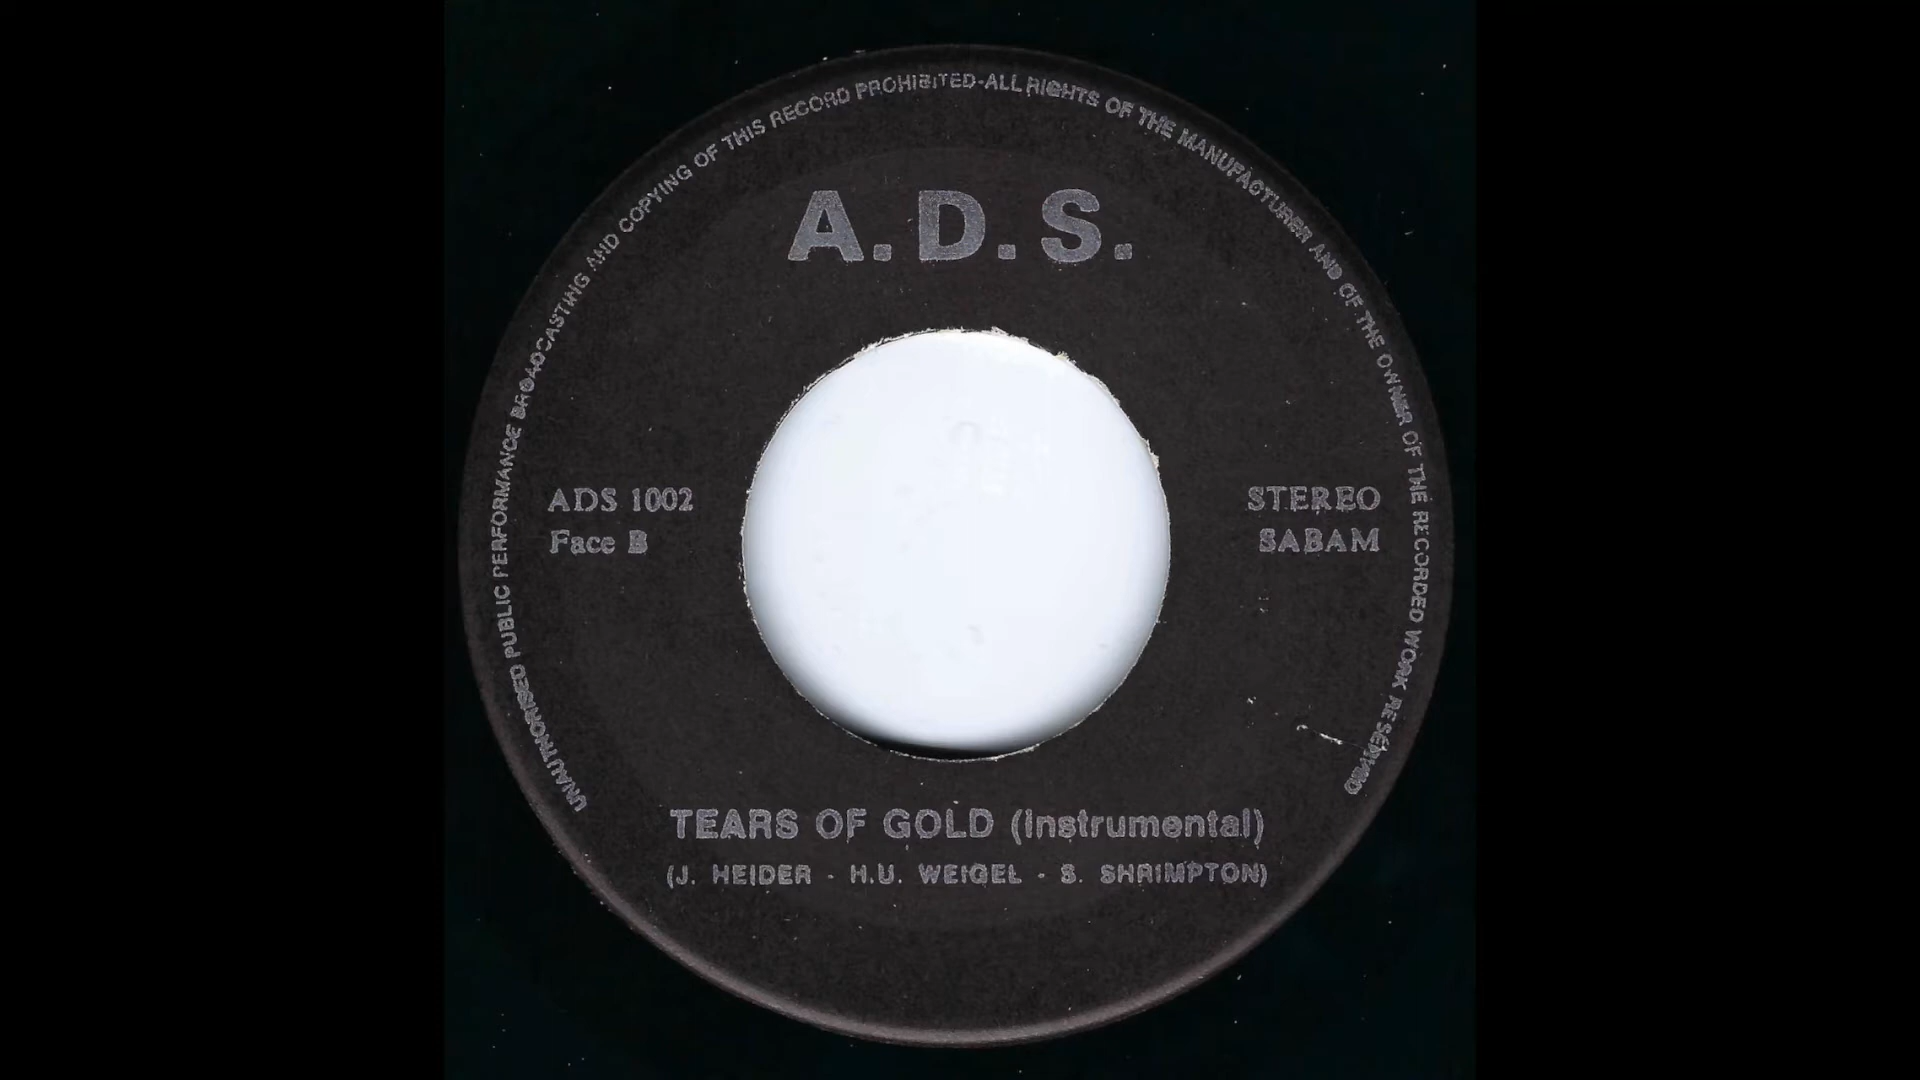 UNAUTHORISED PUBLIC PERFORMANCE BROADCASTING AND COPYING OF THIS RECORD PROHIBITED-ALL RIGHTS OF THE MANUFACTURER AND OF THE OWNER OF THE RECORDED WORK RESERVED
A.D.S.
ADS 1002
Face B
STEREO
SABAM
TEARS OF GOLD (Instrumental)
(J. HEIDER - H.U. WEIGEL - S. SHRIMPTON)